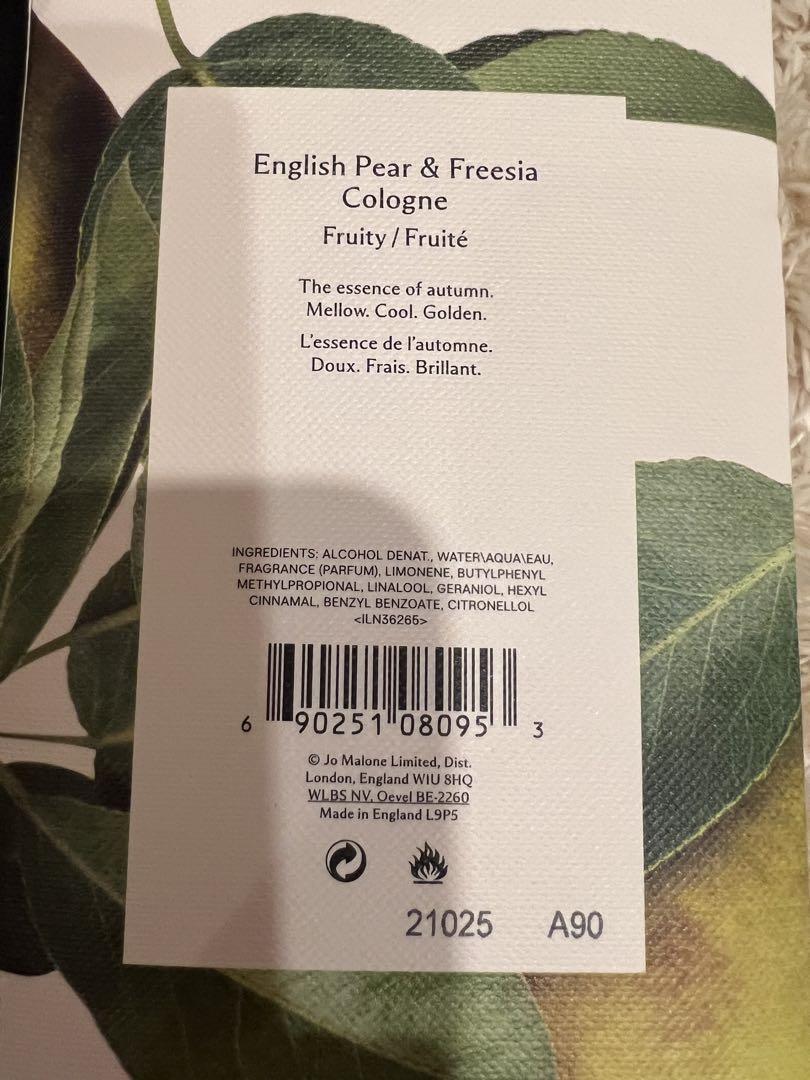 English Pear & Freesia
Cologne
Fruity / Fruité
The essence of autumn.
Mellow. Cool. Golden.
L'essence de l'automne.
Doux. Frais. Brillant.
INGREDIENTS: ALCOHOL DENAT., WATER\AQUA\EAU,
FRAGRANCE (PARFUM), LIMONENE, BUTYLPHENYL
METHYLPROPIONAL, LINALOOL, GERANIOL, HEXYL
CINNAMAL, BENZYL BENZOATE, CITRONELLOL
<ILN36265>
6 90251 08095 3
© Jo Malone Limited, Dist.
London, England W1U 8HQ
WLBS NV, Oevel BE-2260
Made in England L9P5
21025 A90